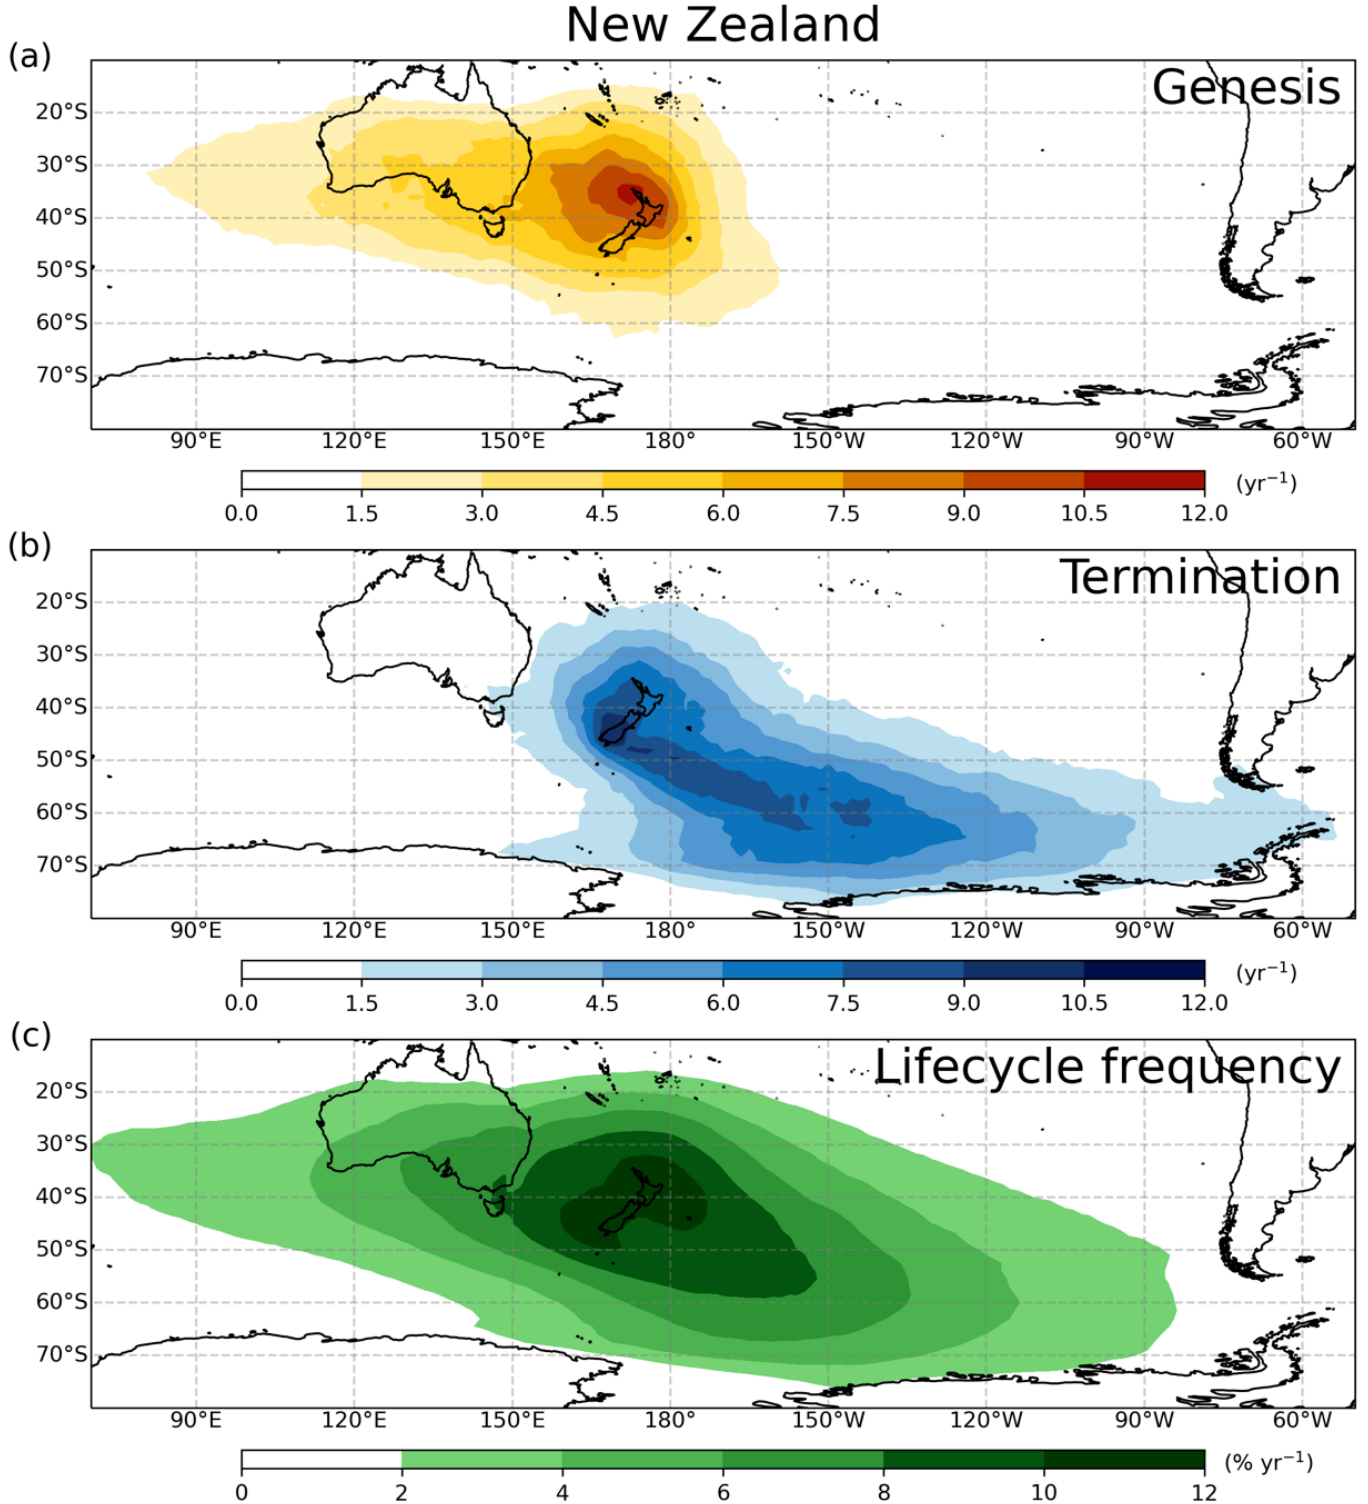 New Zealand
(a)
Genesis
20°S
30°S
40°S
50°S
60°S
70°S
90°E 120°E 150°E 180° 150°W 120°W 90°W 60°W
0.0 1.5 3.0 4.5 6.0 7.5 9.0 10.5 12.0 (yr⁻¹)
(b)
Termination
20°S
30°S
40°S
50°S
60°S
70°S
90°E 120°E 150°E 180° 150°W 120°W 90°W 60°W
0.0 1.5 3.0 4.5 6.0 7.5 9.0 10.5 12.0 (yr⁻¹)
(c)
Lifecycle frequency
20°S
30°S
40°S
50°S
60°S
70°S
90°E 120°E 150°E 180° 150°W 120°W 90°W 60°W
0 2 4 6 8 10 12 (% yr⁻¹)